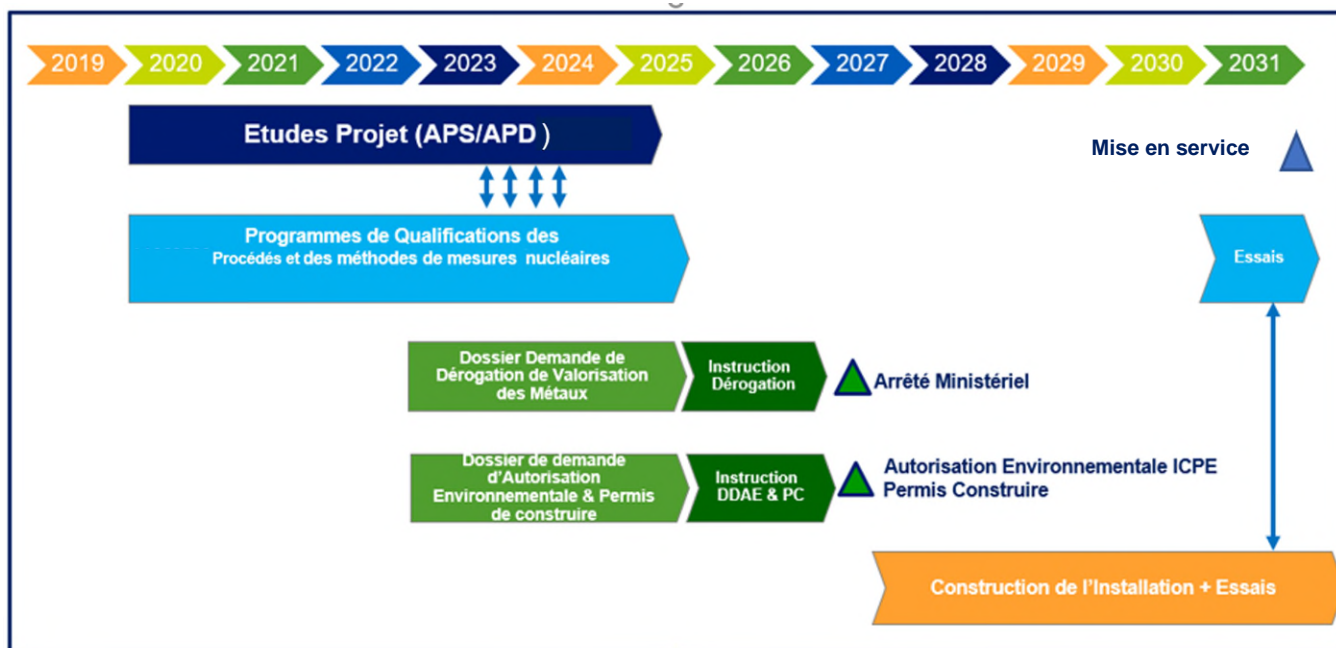 2019 2020 2021 2022 2023 2024 2025 2026 2027 2028 2029 2030 2031
Etudes Projet (APS/APD )
Mise en service
Programmes de Qualifications des
Procédés et des méthodes de mesures nucléaires
Essais
Dossier Demande de
Dérogation de Valorisation
des Métaux
Instruction
Dérogation
Arrêté Ministériel
Dossier de demande
d'Autorisation
Environnementale & Permis
de construire
Instruction
DDAE & PC
Autorisation Environnementale ICPE
Permis Construire
Construction de l'Installation + Essais